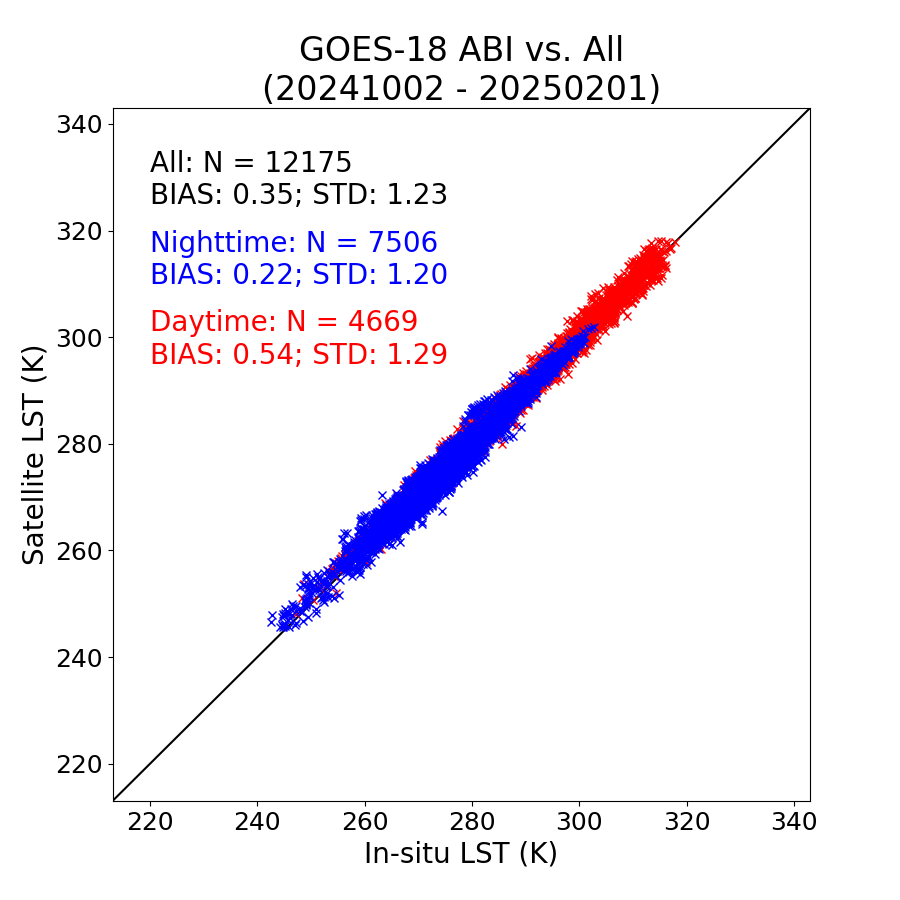 GOES-18 ABI vs. All
(20241002 - 20250201)
340
320
300
280
260
240
220
Satellite LST (K)
All: N = 12175
BIAS: 0.35; STD: 1.23
Nighttime: N = 7506
BIAS: 0.22; STD: 1.20
Daytime: N = 4669
BIAS: 0.54; STD: 1.29
220 240 260 280 300 320 340
In-situ LST (K)